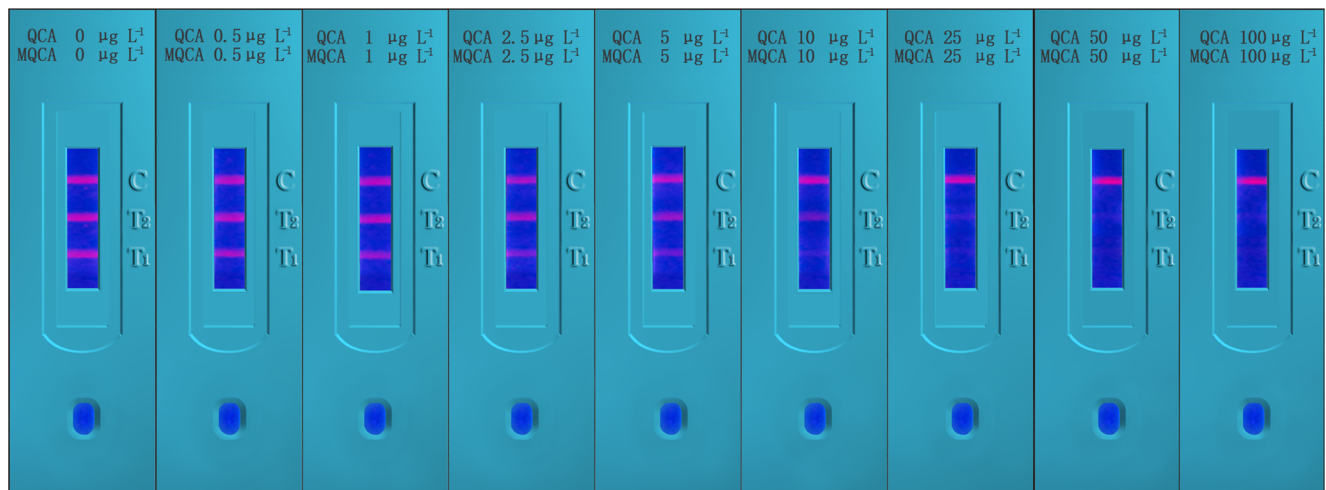 QCA 0 μg L⁻¹
MQCA 0 μg L⁻¹
C
T2
T1
QCA 0.5 μg L⁻¹
MQCA 0.5 μg L⁻¹
C
T2
T1
QCA 1 μg L⁻¹
MQCA 1 μg L⁻¹
C
T2
T1
QCA 2.5 μg L⁻¹
MQCA 2.5 μg L⁻¹
C
T2
T1
QCA 5 μg L⁻¹
MQCA 5 μg L⁻¹
C
T2
T1
QCA 10 μg L⁻¹
MQCA 10 μg L⁻¹
C
T2
T1
QCA 25 μg L⁻¹
MQCA 25 μg L⁻¹
C
T2
T1
QCA 50 μg L⁻¹
MQCA 50 μg L⁻¹
C
T2
T1
QCA 100 μg L⁻¹
MQCA 100 μg L⁻¹
C
T2
T1